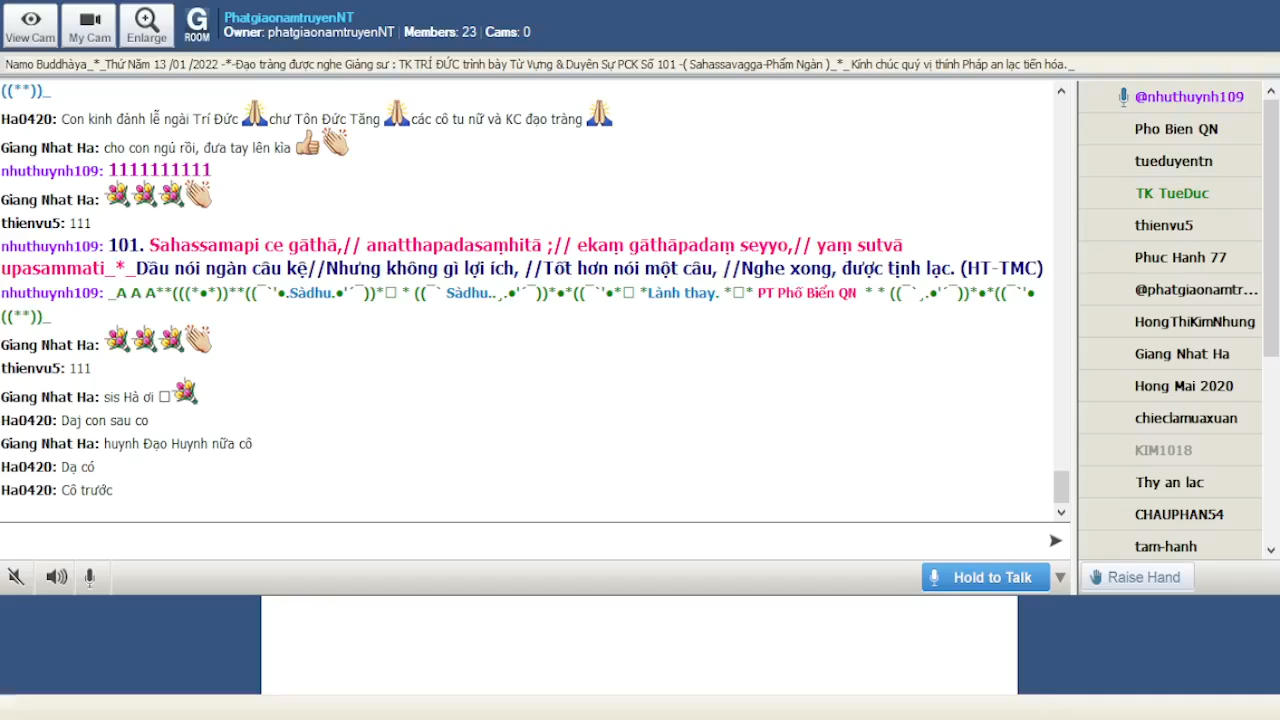 View Cam
My Cam
Enlarge
G
ROOM
PhatgiaonamtruyenNT
Owner: phatgiaonamtruyenNT | Members: 23 | Cams: 0
Namo Buddhàya_*_Thứ Năm 13 /01 /2022 -*-Đạo tràng được nghe Giảng sư : TK TRÍ ĐỨC trình bày Từ Vựng & Duyên Sự PCK Số 101 -( Sahassavagga-Phẩm Ngàn )_*_ Kính chúc quý vị thính Pháp an lạc tiến hóa._
((**))_
Ha0420: Con kinh đảnh lễ ngài Trí Đức 🙏chư Tôn Đức Tăng 🙏các cô tu nữ và KC đạo tràng 🙏
Giang Nhat Ha: cho con ngủ rồi, đưa tay lên kìa 👍👏
nhuthuynh109: 1111111111
Giang Nhat Ha: 💐💐💐👏
thienvu5: 111
nhuthuynh109: 101. Sahassamapi ce gāthā,// anatthapadasaṃhitā ;// ekaṃ gāthāpadaṃ seyyo,// yaṃ sutvā
upasammati_*_Dầu nói ngàn câu kệ//Nhưng không gì lợi ích, //Tốt hơn nói một câu, //Nghe xong, được tịnh lạc. (HT-TMC)
nhuthuynh109: _A A A**(((*●*))**((¯`'●.Sàdhu.●'´¯))*□ * ((¯` Sàdhu..¸.●'´¯))*●*((¯`'●*□ *Lành thay. *□* PT Phổ Biển QN * * ((¯`¸.●'´¯))*●*((¯`'●
((**))_
Giang Nhat Ha: 💐💐💐👏
thienvu5: 111
Giang Nhat Ha: sis Hà ơi □💐
Ha0420: Daj con sau co
Giang Nhat Ha: huynh Đạo Huynh nữa cô
Ha0420: Dạ có
Ha0420: Cô trước
Hold to Talk
@nhuthuynh109
Pho Bien QN
tueduyentn
TK TueDuc
thienvu5
Phuc Hanh 77
@phatgiaonamtr...
HongThiKimNhung
Giang Nhat Ha
Hong Mai 2020
chieclamuaxuan
KIM1018
Thy an lac
CHAUPHAN54
tam-hanh
Raise Hand